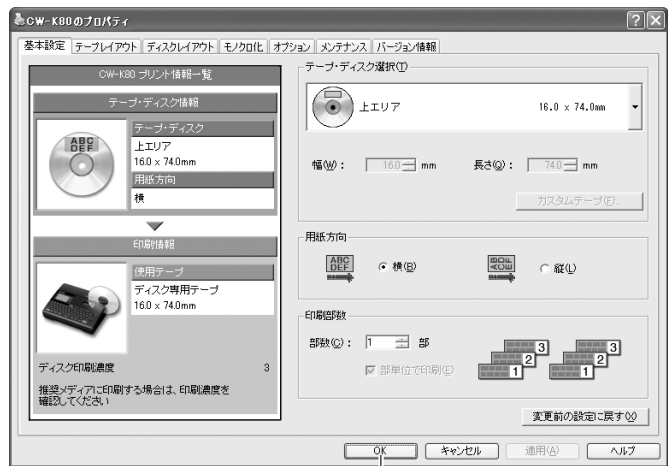 CW-K80のプロパティ
基本設定 テープレイアウト ディスクレイアウト モノクロ化 オプション メンテナンス バージョン情報
CW-K80 プリント情報一覧
テープ・ディスク情報
ABC
DEF
テープ・ディスク
上エリア
16.0 x 74.0mm
用紙方向
横
印刷情報
使用テープ
ディスク専用テープ
16.0 x 74.0mm
ディスク印刷濃度 3
推奨メディアに印刷する場合は、印刷濃度を
確認してください
テープ・ディスク選択(T)
上エリア 16.0 x 74.0mm
幅(W): 16.0 mm 長さ(Q): 74.0 mm
カスタムテープ(F)...
用紙方向
ABC
DEF
横(B)
縦(L)
印刷部数
部数(C): 1 部
部単位で印刷(E)
3 3
2 2
1 1
変更前の設定に戻す(X)
OK キャンセル 適用(A) ヘルプ